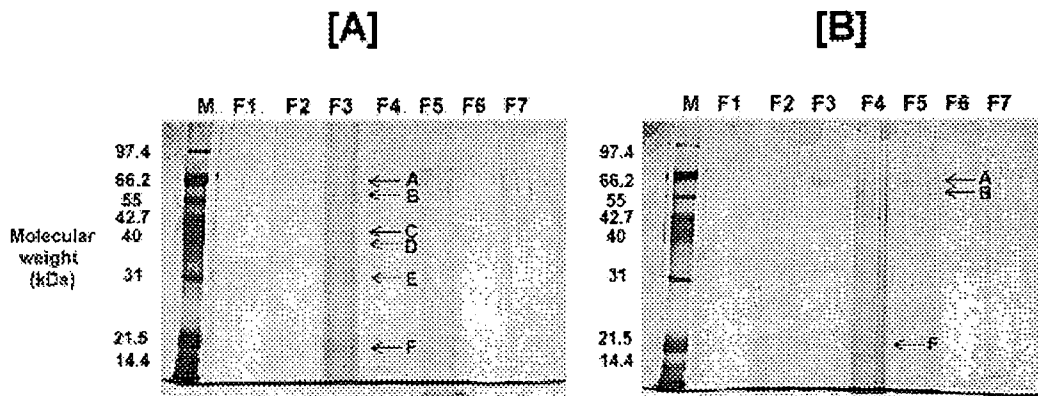 [A] [B]
M F1 F2 F3 F4 F5 F6 F7 M F1 F2 F3 F4 F5 F6 F7
97.4 97.4
66.2 A 66.2 A
55 B 55 B
42.7 42.7
Molecular 40 C 40
weight D
(kDa) 31 E 31
21.5 F 21.5 F
14.4 14.4